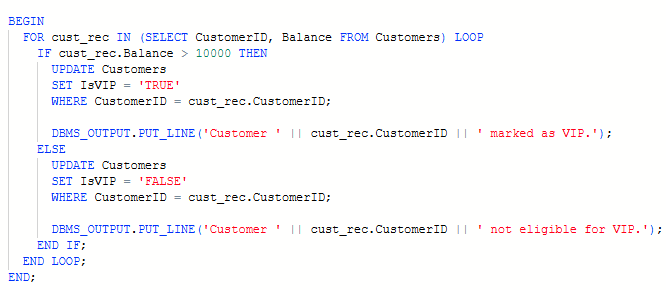 BEGIN
  FOR cust_rec IN (SELECT CustomerID, Balance FROM Customers) LOOP
    IF cust_rec.Balance > 10000 THEN
      UPDATE Customers
      SET IsVIP = 'TRUE'
      WHERE CustomerID = cust_rec.CustomerID;

      DBMS_OUTPUT.PUT_LINE('Customer ' || cust_rec.CustomerID || ' marked as VIP.');
    ELSE
      UPDATE Customers
      SET IsVIP = 'FALSE'
      WHERE CustomerID = cust_rec.CustomerID;

      DBMS_OUTPUT.PUT_LINE('Customer ' || cust_rec.CustomerID || ' not eligible for VIP.');
    END IF;
  END LOOP;
END;